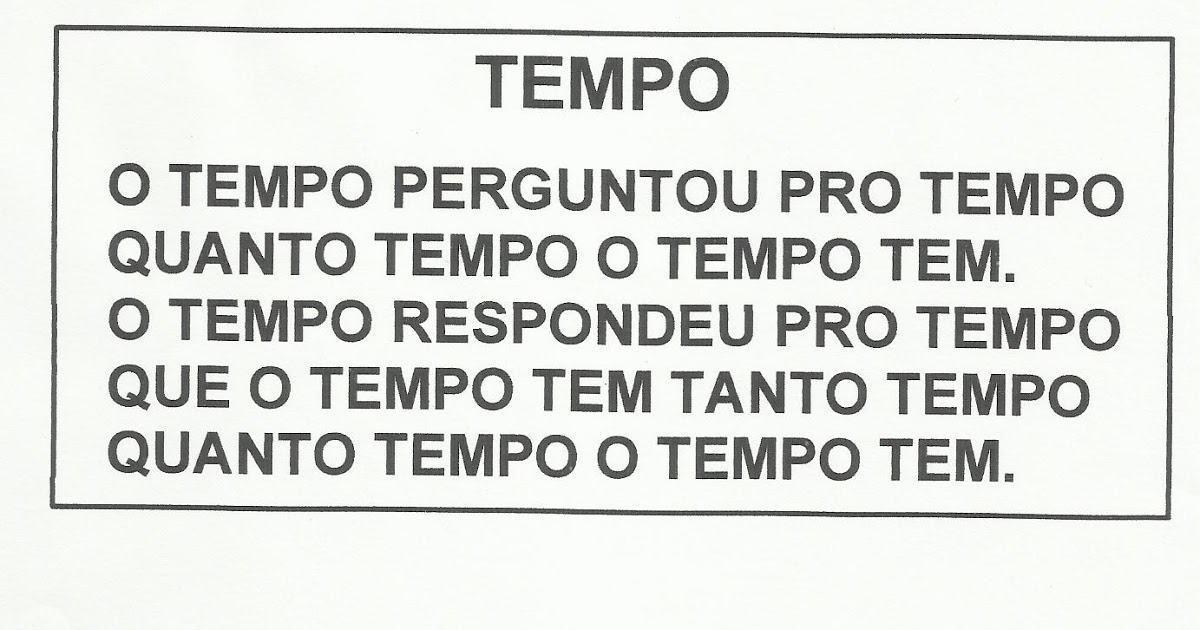 TEMPO
O TEMPO PERGUNTOU PRO TEMPO
QUANTO TEMPO O TEMPO TEM.
O TEMPO RESPONDEU PRO TEMPO
QUE O TEMPO TEM TANTO TEMPO
QUANTO TEMPO O TEMPO TEM.